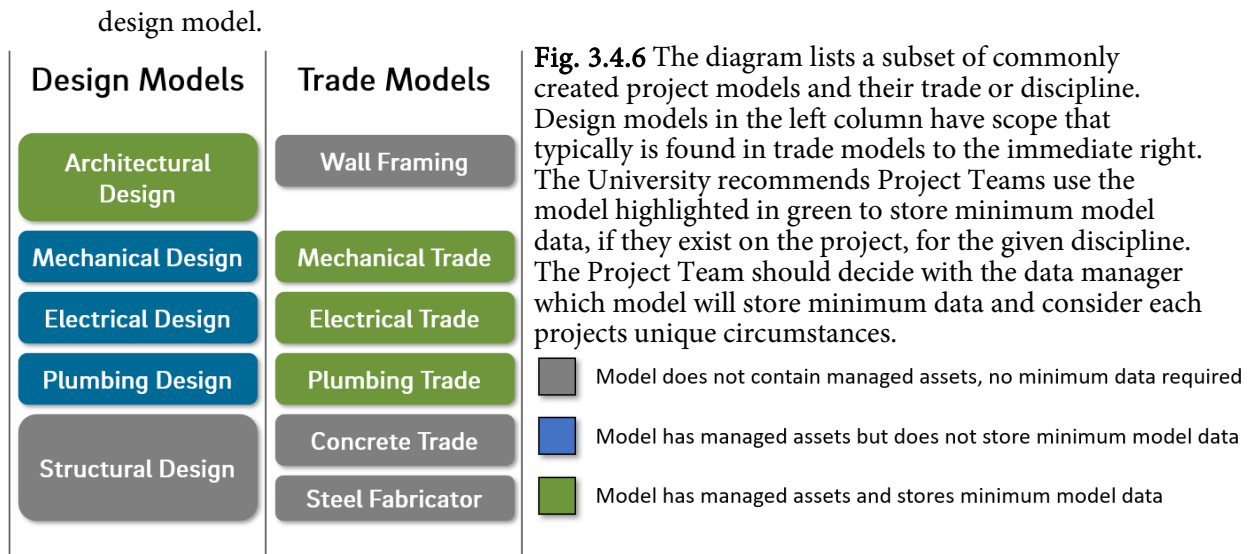 design model.
Design Models
Trade Models
Architectural
Design
Wall Framing
Mechanical Design
Mechanical Trade
Electrical Design
Electrical Trade
Plumbing Design
Plumbing Trade
Structural Design
Concrete Trade
Steel Fabricator
Fig. 3.4.6 The diagram lists a subset of commonly
created project models and their trade or discipline.
Design models in the left column have scope that
typically is found in trade models to the immediate right.
The University recommends Project Teams use the
model highlighted in green to store minimum model
data, if they exist on the project, for the given discipline.
The Project Team should decide with the data manager
which model will store minimum data and consider each
projects unique circumstances.
Model does not contain managed assets, no minimum data required
Model has managed assets but does not store minimum model data
Model has managed assets and stores minimum model data